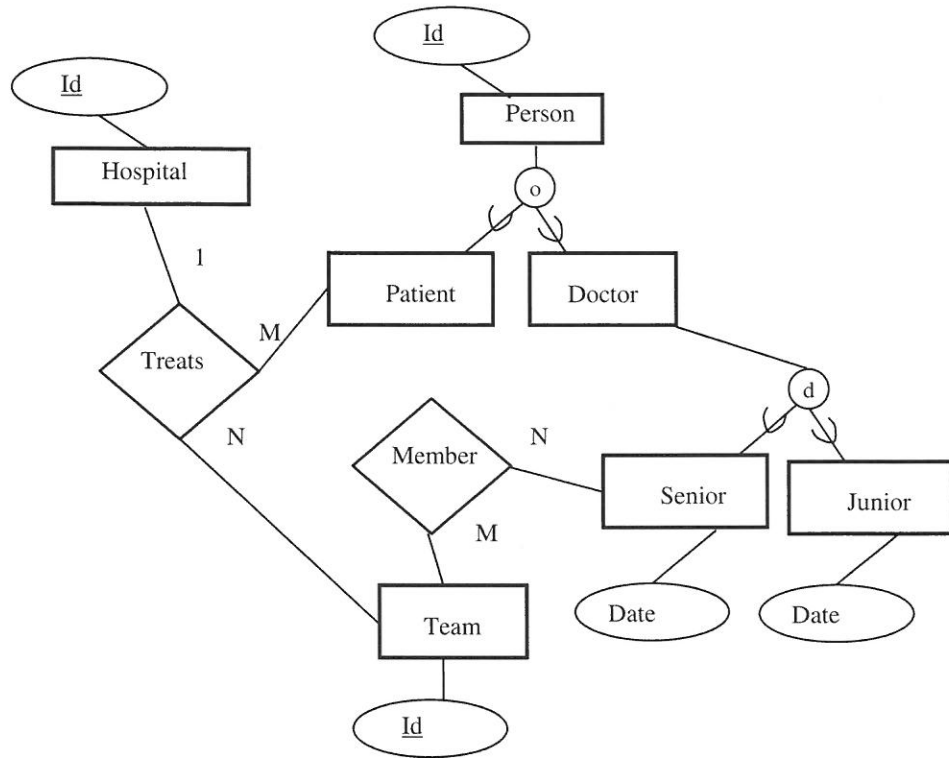 Id
Id
Person
Hospital
o
1
Patient
Doctor
M
Treats
d
N
Member
N
Senior
Junior
M
Date
Date
Team
Id